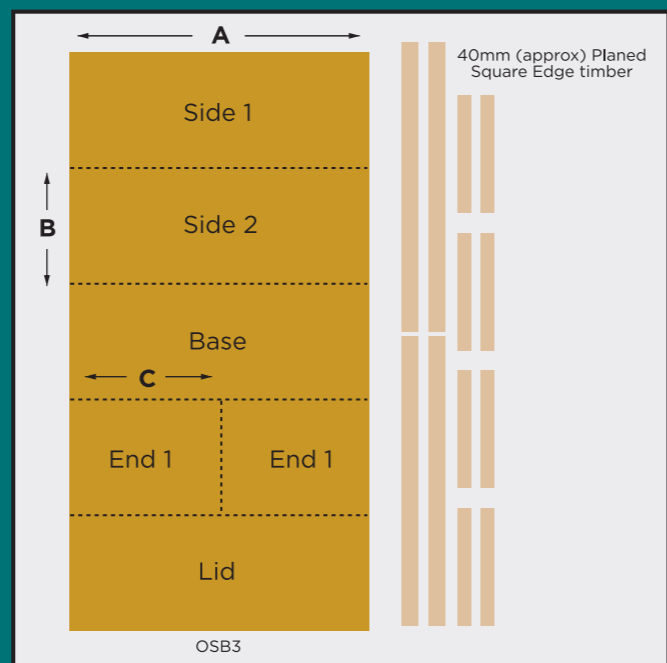 A
40mm (approx) Planed
Square Edge timber
Side 1
B
Side 2
Base
C
End 1
End 1
Lid
OSB3